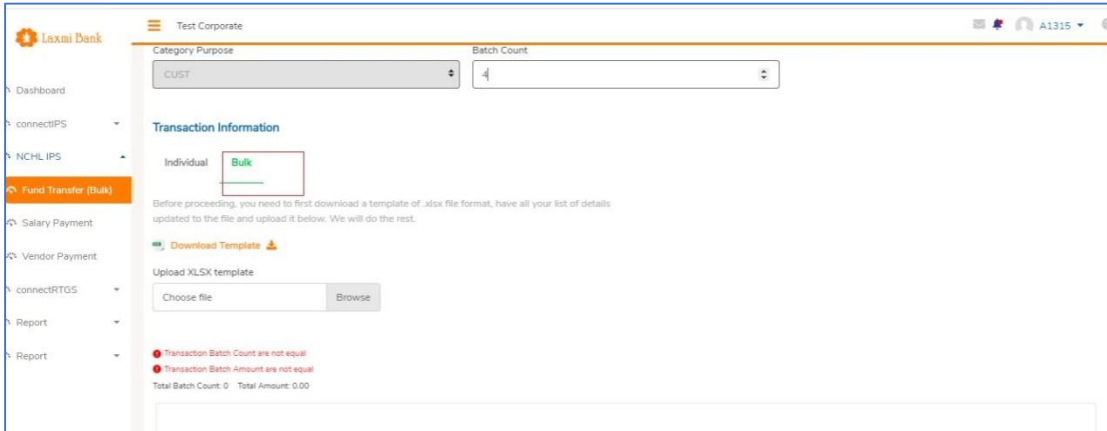 Laxmi Bank
Test Corporate
A1315
Category Purpose
Batch Count
CUST
4
Dashboard
connectIPS
Transaction Information
NCHL IPS
Individual
Bulk
Fund Transfer (Bulk)
Before proceeding, you need to first download a template of .xlsx file format, have all your list of details
updated to the file and upload it below. We will do the rest.
Salary Payment
Download Template
Vendor Payment
Upload XLSX template
connectRTGS
Choose file
Browse
Report
Transaction Batch Count are not equal
Report
Transaction Batch Amount are not equal
Total Batch Count: 0 Total Amount: 0.00